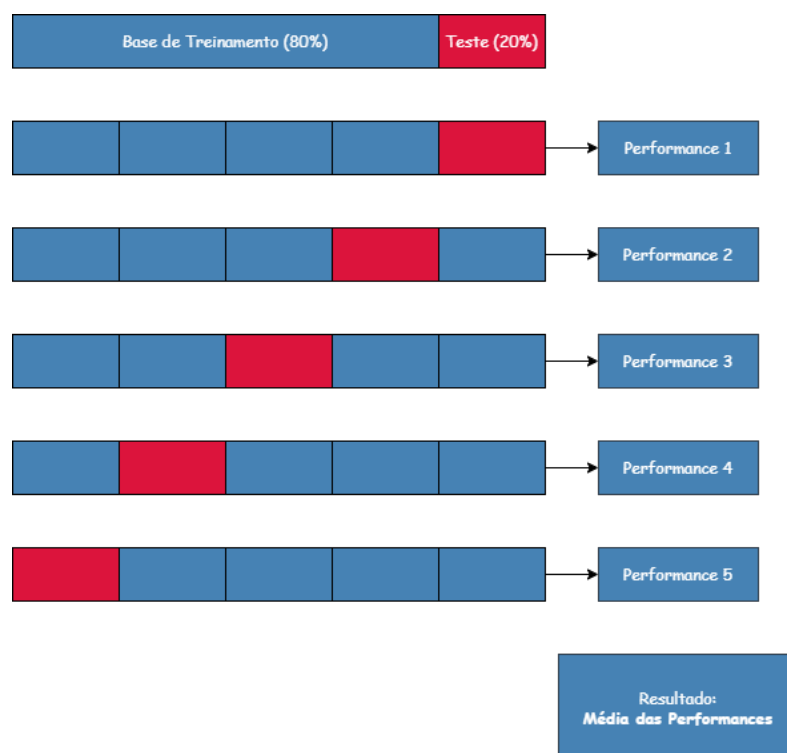 Base de Treinamento (80%)
Teste (20%)
Performance 1
Performance 2
Performance 3
Performance 4
Performance 5
Resultado:
Média das Performances